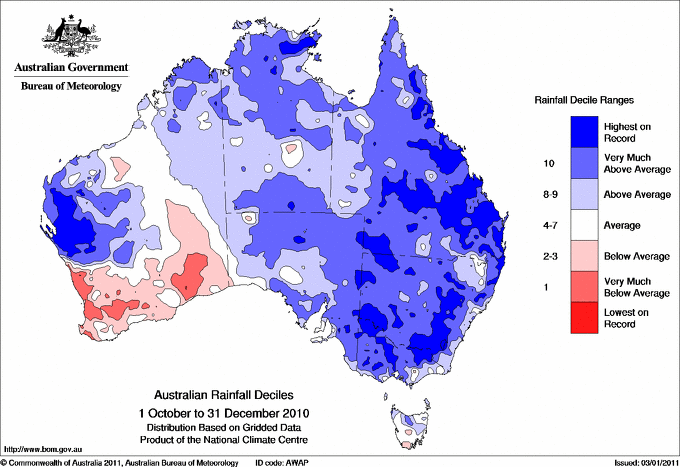 Australian Government
Bureau of Meteorology
Rainfall Decile Ranges
Highest on
Record
10
Very Much
Above Average
8-9
Above Average
4-7
Average
2-3
Below Average
1
Very Much
Below Average
Lowest on
Record
Australian Rainfall Deciles
1 October to 31 December 2010
Distribution Based on Gridded Data
Product of the National Climate Centre
http://www.bom.gov.au
© Commonwealth of Australia 2011, Australian Bureau of Meteorology
ID code: AWAP
Issued: 03/01/2011